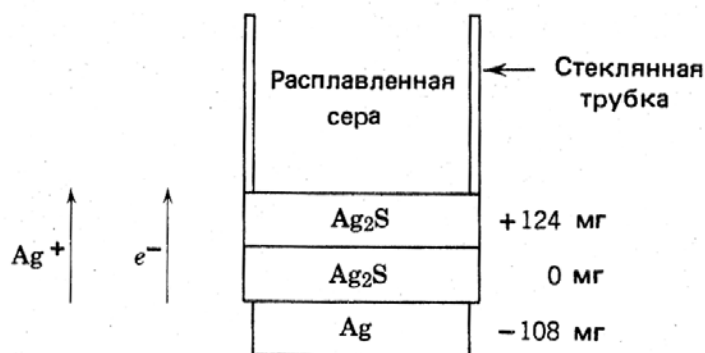 Расплавленная
сера
Стеклянная
трубка
Ag₂S +124 мг
Ag⁺ e⁻ Ag₂S 0 мг
Ag −108 мг